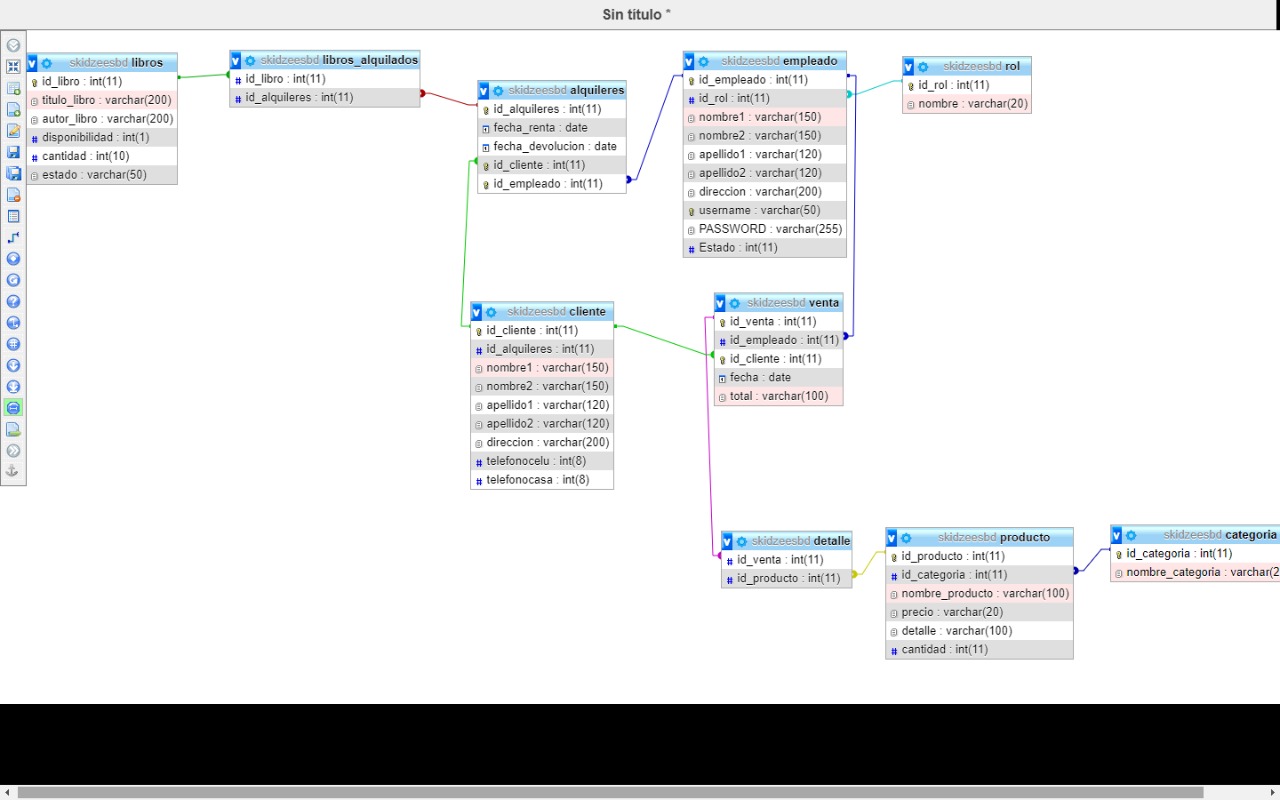 Sin titulo *
skidzeesbd libros
id_libro : int(11)
titulo_libro : varchar(200)
autor_libro : varchar(200)
disponibilidad : int(1)
cantidad : int(10)
estado : varchar(50)
skidzeesbd libros_alquilados
id_libro : int(11)
id_alquileres : int(11)
skidzeesbd alquileres
id_alquileres : int(11)
fecha_renta : date
fecha_devolucion : date
id_cliente : int(11)
id_empleado : int(11)
skidzeesbd empleado
id_empleado : int(11)
id_rol : int(11)
nombre1 : varchar(150)
nombre2 : varchar(150)
apellido1 : varchar(120)
apellido2 : varchar(120)
direccion : varchar(200)
username : varchar(50)
PASSWORD : varchar(255)
Estado : int(11)
skidzeesbd rol
id_rol : int(11)
nombre : varchar(20)
skidzeesbd cliente
id_cliente : int(11)
id_alquileres : int(11)
nombre1 : varchar(150)
nombre2 : varchar(150)
apellido1 : varchar(120)
apellido2 : varchar(120)
direccion : varchar(200)
telefonocelu : int(8)
telefonocasa : int(8)
skidzeesbd venta
id_venta : int(11)
id_empleado : int(11)
id_cliente : int(11)
fecha : date
total : varchar(100)
skidzeesbd detalle
id_venta : int(11)
id_producto : int(11)
skidzeesbd producto
id_producto : int(11)
id_categoria : int(11)
nombre_producto : varchar(100)
precio : varchar(20)
detalle : varchar(100)
cantidad : int(11)
skidzeesbd categoria
id_categoria : int(11)
nombre_categoria : varchar(2